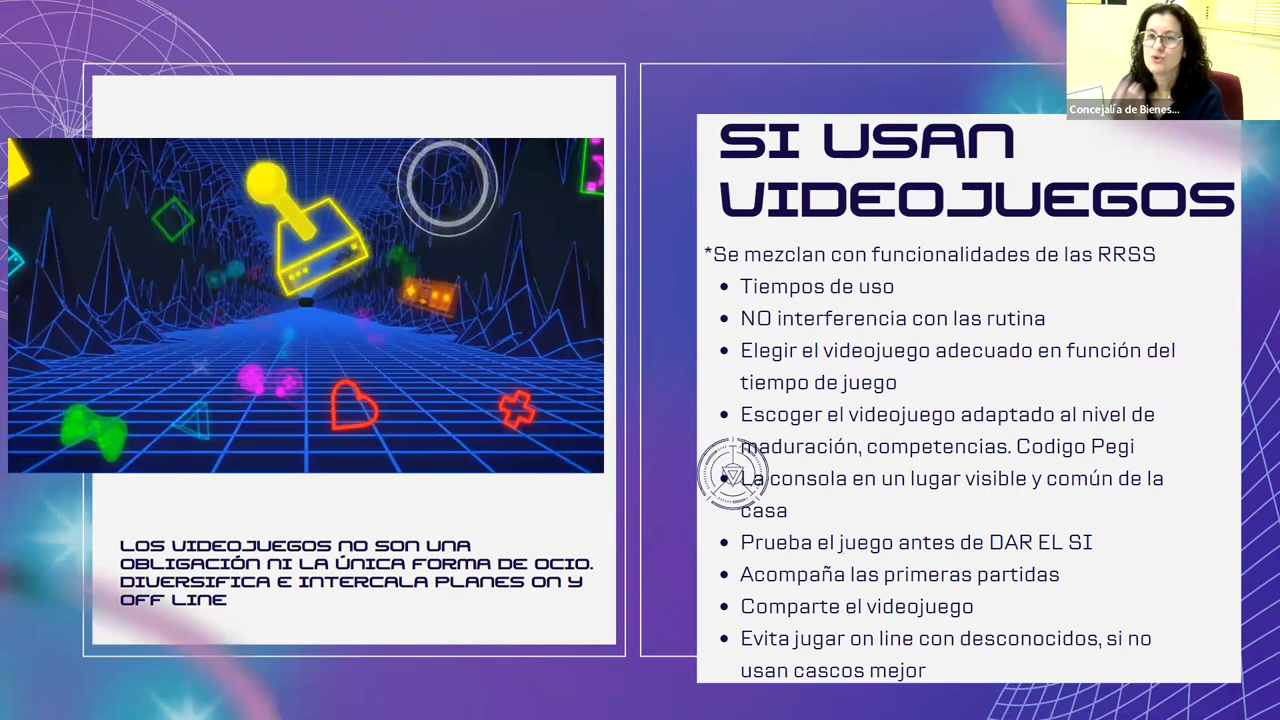 Concejalía de Bienes...
SI USAN
VIDEOJUEGOS
*Se mezclan con funcionalidades de las RRSS
• Tiempos de uso
• NO interferencia con las rutina
• Elegir el videojuego adecuado en función del
tiempo de juego
• Escoger el videojuego adaptado al nivel de
maduración, competencias. Codigo Pegi
• La consola en un lugar visible y común de la
casa
• Prueba el juego antes de DAR EL SI
• Acompaña las primeras partidas
• Comparte el videojuego
• Evita jugar on line con desconocidos, si no
usan cascos mejor
LOS VIDEOJUEGOS NO SON UNA
OBLIGACIÓN NI LA ÚNICA FORMA DE OCIO.
DIVERSIFICA E INTERCALA PLANES ON Y
OFF LINE